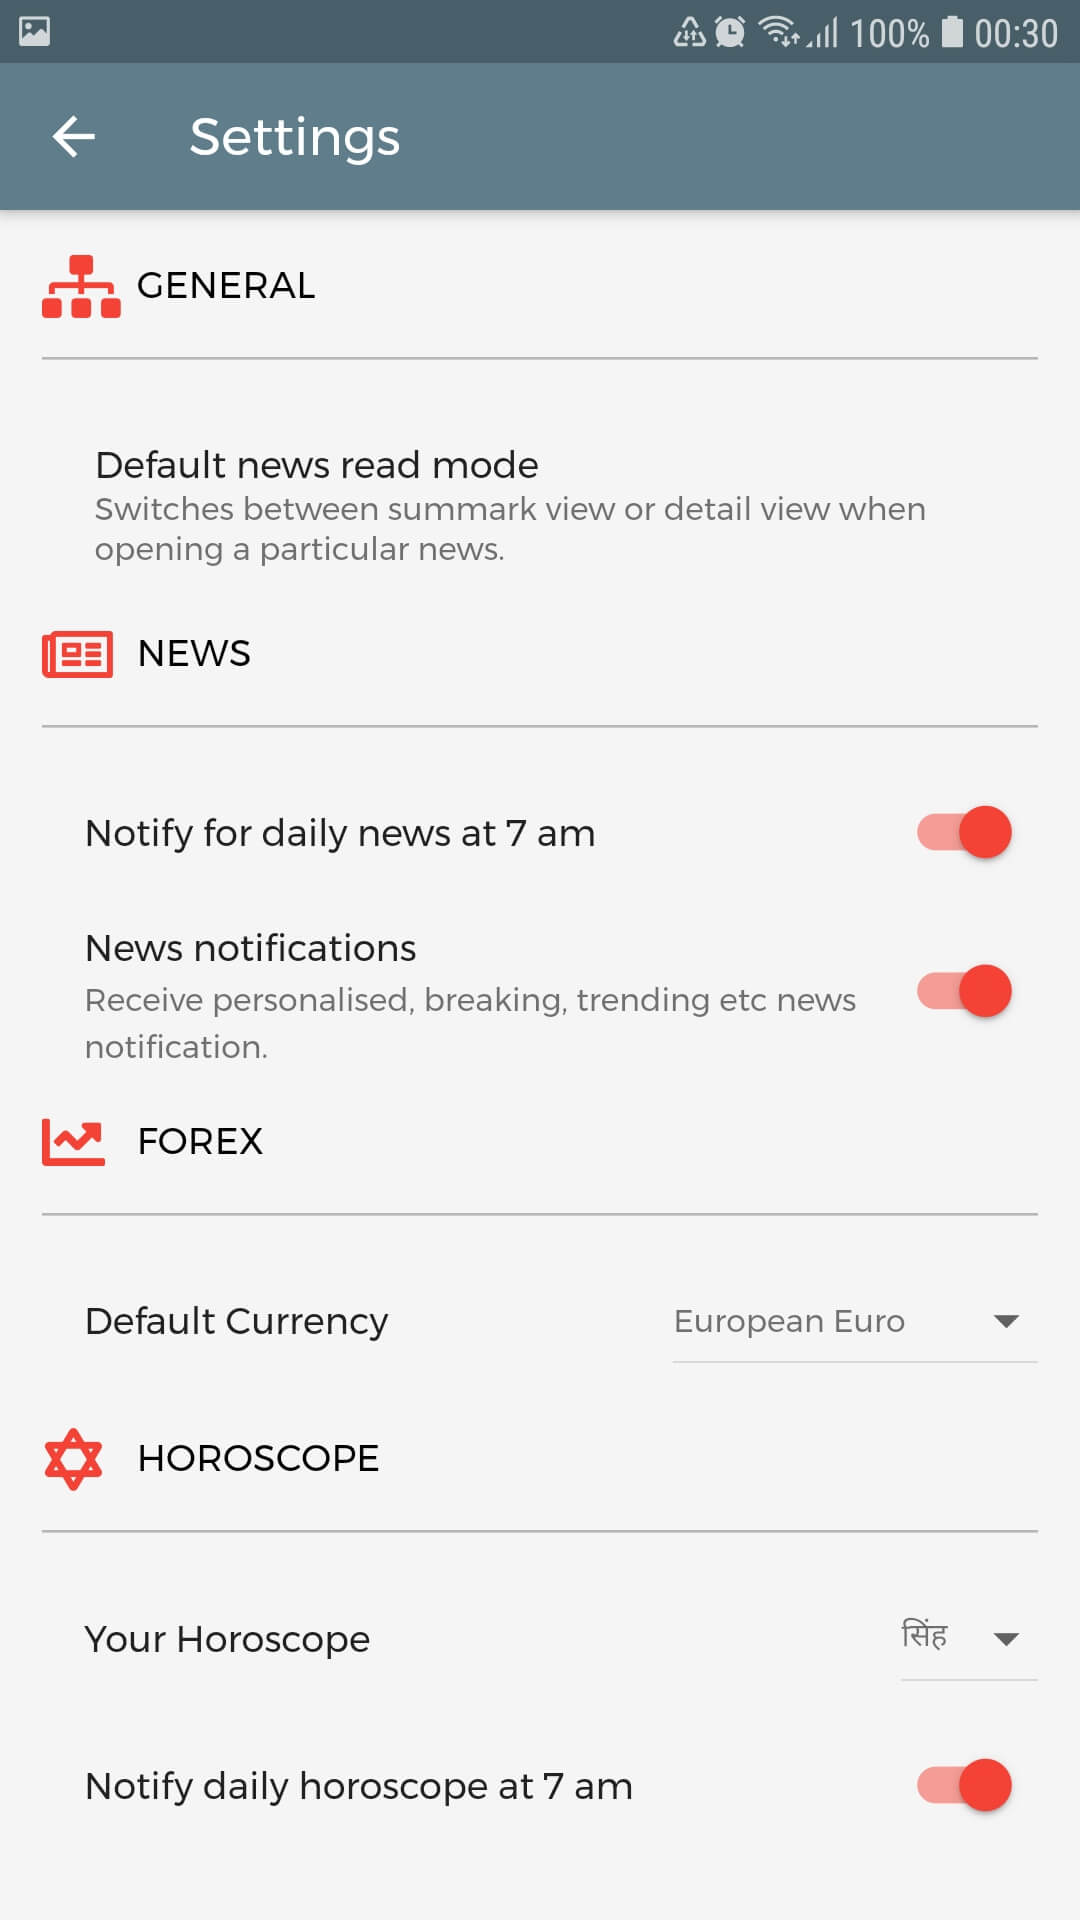 100% 00:30
Settings
GENERAL
Default news read mode
Switches between summark view or detail view when
opening a particular news.
NEWS
Notify for daily news at 7 am
News notifications
Receive personalised, breaking, trending etc news
notification.
FOREX
Default Currency European Euro
HOROSCOPE
Your Horoscope सिंह
Notify daily horoscope at 7 am